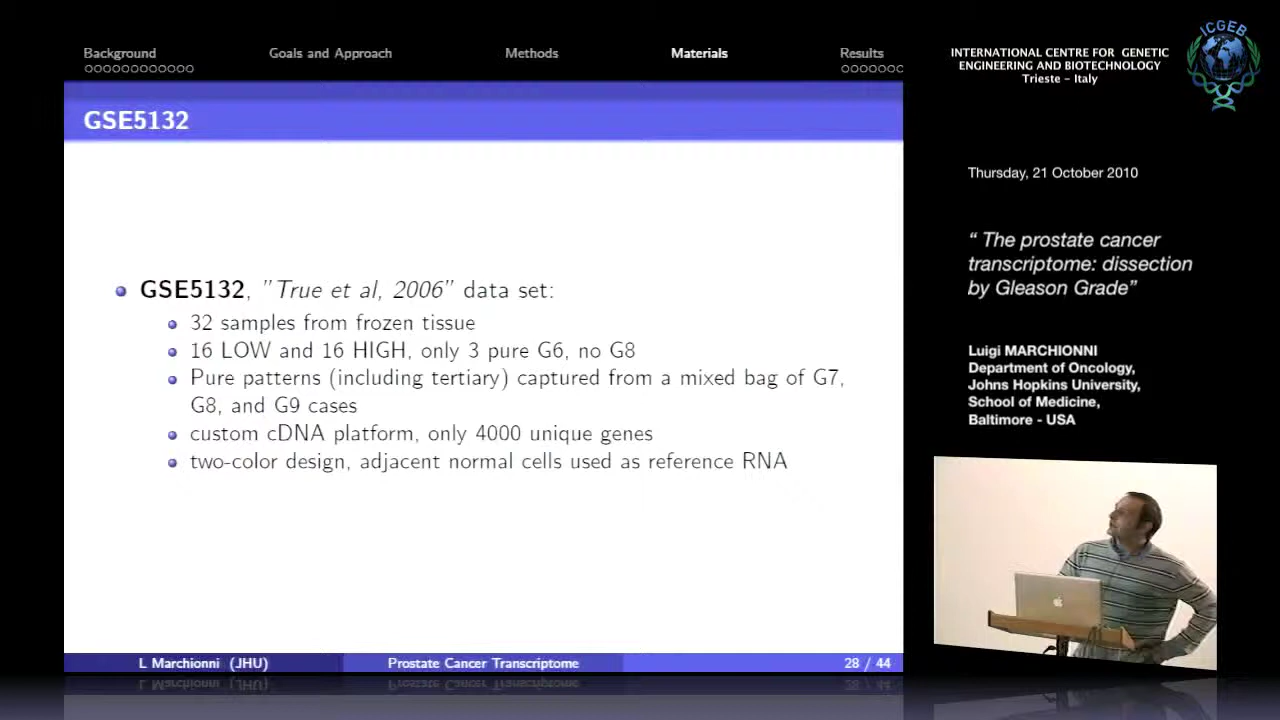 Background
Goals and Approach
Methods
Materials
Results
GSE5132
GSE5132, "True et al, 2006" data set:
32 samples from frozen tissue
16 LOW and 16 HIGH, only 3 pure G6, no G8
Pure patterns (including tertiary) captured from a mixed bag of G7,
G8, and G9 cases
custom cDNA platform, only 4000 unique genes
two-color design, adjacent normal cells used as reference RNA
L Marchionni (JHU)
Prostate Cancer Transcriptome
28 / 44
INTERNATIONAL CENTRE FOR GENETIC
ENGINEERING AND BIOTECHNOLOGY
Trieste - Italy
ICGEB
Thursday, 21 October 2010
“ The prostate cancer
transcriptome: dissection
by Gleason Grade”
Luigi MARCHIONNI
Department of Oncology,
Johns Hopkins University,
School of Medicine,
Baltimore - USA